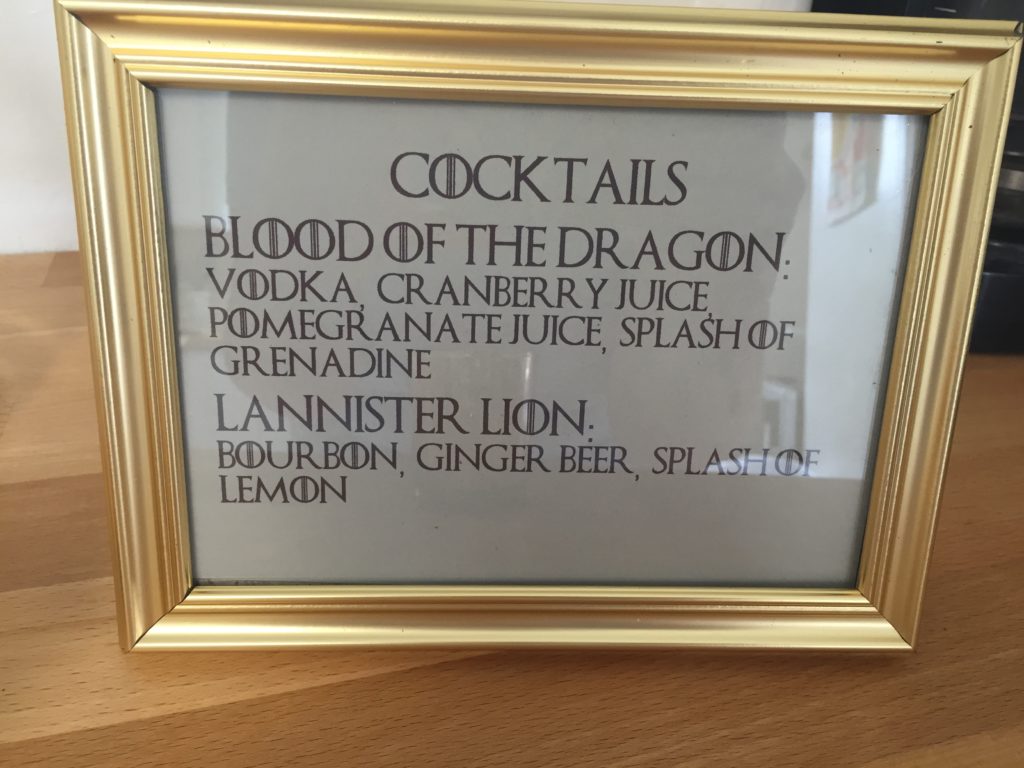 COCKTAILS
BLOOD OF THE DRAGON:
VODKA, CRANBERRY JUICE,
POMEGRANATE JUICE, SPLASH OF
GRENADINE
LANNISTER LION:
BOURBON, GINGER BEER, SPLASH OF
LEMON